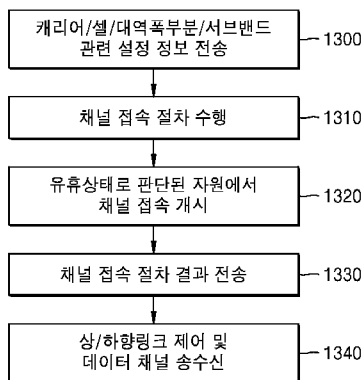 캐리어/셀/대역폭부분/서브밴드
관련 설정 정보 전송
1300
채널 접속 절차 수행
1310
유휴상태로 판단된 자원에서
채널 접속 개시
1320
채널 접속 절차 결과 전송
1330
상/하향링크 제어 및
데이터 채널 송수신
1340